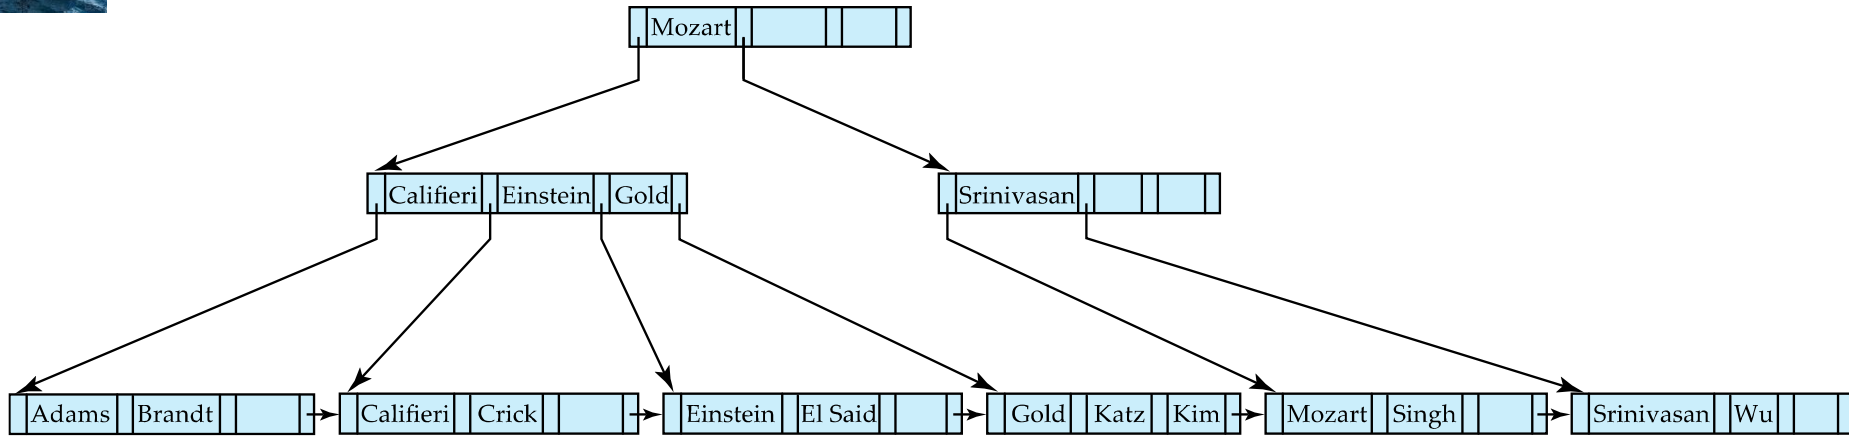 Mozart
Califieri Einstein Gold Srinivasan
Adams Brandt Califieri Crick Einstein El Said Gold Katz Kim Mozart Singh Srinivasan Wu